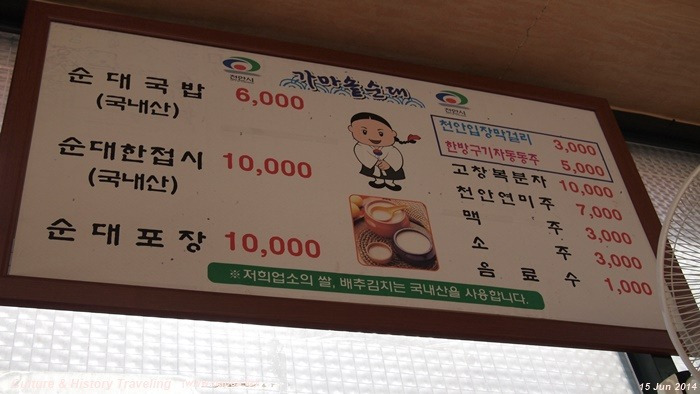 천안시
가마솥순대
천안시
순대국밥 6,000
(국내산)
순대한접시 10,000
(국내산)
순대포장 10,000
천안입장막걸리 3,000
한방구기자동동주 5,000
고창복분자 10,000
천안연미주 7,000
맥주 3,000
소주 3,000
음료수 1,000
※저희업소의 쌀, 배추김치는 국내산을 사용합니다.
Culture & History Traveling
15 Jun 2014